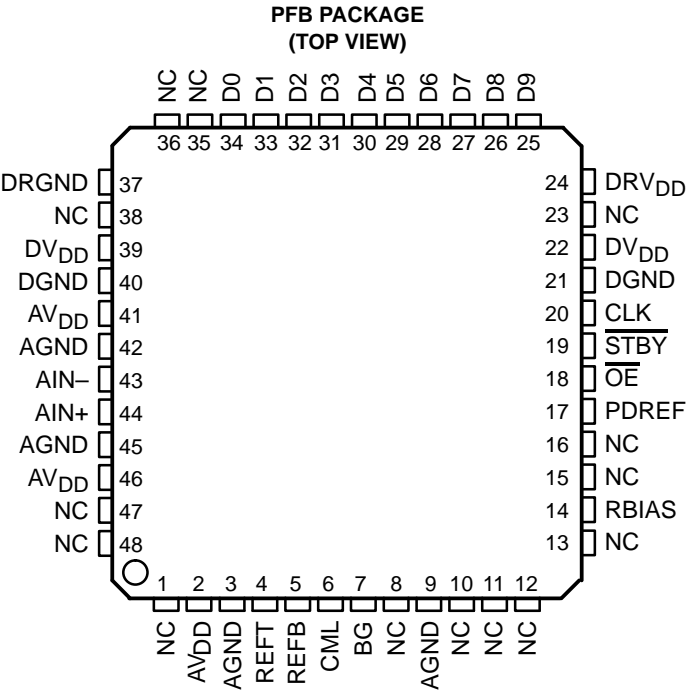 PFB PACKAGE
(TOP VIEW)
NC NC D0 D1 D2 D3 D4 D5 D6 D7 D8 D9
36 35 34 33 32 31 30 29 28 27 26 25
DRGND 37 24 DRVDD
NC 38 23 NC
DVDD 39 22 DVDD
DGND 40 21 DGND
AVDD 41 20 CLK
AGND 42 19 STBY
AIN– 43 18 OE
AIN+ 44 17 PDREF
AGND 45 16 NC
AVDD 46 15 NC
NC 47 14 RBIAS
NC 48 13 NC
1 2 3 4 5 6 7 8 9 10 11 12
NC AVDD AGND REFT REFB CML BG NC AGND NC NC NC